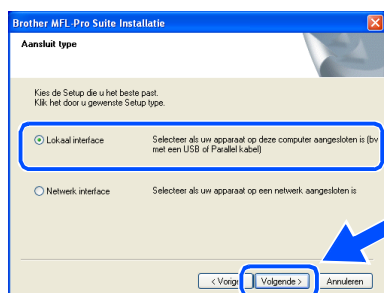 Brother MFL-Pro Suite Installatie
Aansluit type
Kies de Setup die u het beste past.
Klik het door u gewenste Setup type.
Lokaal interface
Selecteer als uw apparaat op deze computer aangesloten is (bv
met een USB of Parallel kabel)
Netwerk interface
Selecteer als uw apparaat op een netwerk aangesloten is
< Vorige
Volgende >
Annuleren